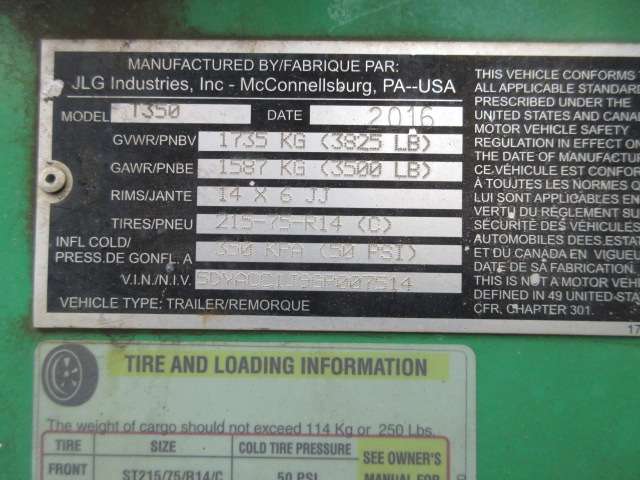 MANUFACTURED BY/FABRIQUE PAR:
JLG Industries, Inc - McConnellsburg, PA--USA
MODEL T350 DATE 2016
GVWR/PNBV 1735 KG (3825 LB)
GAWR/PNBE 1587 KG (3500 LB)
RIMS/JANTE 14 X 6 JJ
TIRES/PNEU 215-75-R14 (C)
INFL COLD/
PRESS.DE GONFL. A 350 KPA (50 PSI)
V.I.N./N.I.V.
VEHICLE TYPE: TRAILER/REMORQUE
THIS VEHICLE CONFORMS
ALL APPLICABLE STANDARD
PRESCRIBED UNDER THE
UNITED STATES AND CANA
MOTOR VEHICLE SAFETY
REGULATION IN EFFECT ON
THE DATE OF MANUFACTU
CE.VÉHICULE EST CONFOR
À TOUJTES LES NORMES
LUI SONT APPLICABLES
VERTU DU RÉGLEMENT SU
SÉCURITÉ DES VÉHICULES
AUTOMOBILES DES.ESTA
ET DU CANADA EN VIGUEU
DATE DE SA FABRICATION.
THIS IS NOT A MOTOR VEH
DEFINED IN 49 UNITED-STA
CFR, CHAPTER 301.
17
TIRE AND LOADING INFORMATION
The weight of cargo should not exceed 114 Kg or 250 Lbs.
TIRE SIZE COLD TIRE PRESSURE SEE OWNER'S
FRONT ST215/75/R14/C 50 PSI MANUAL FOR